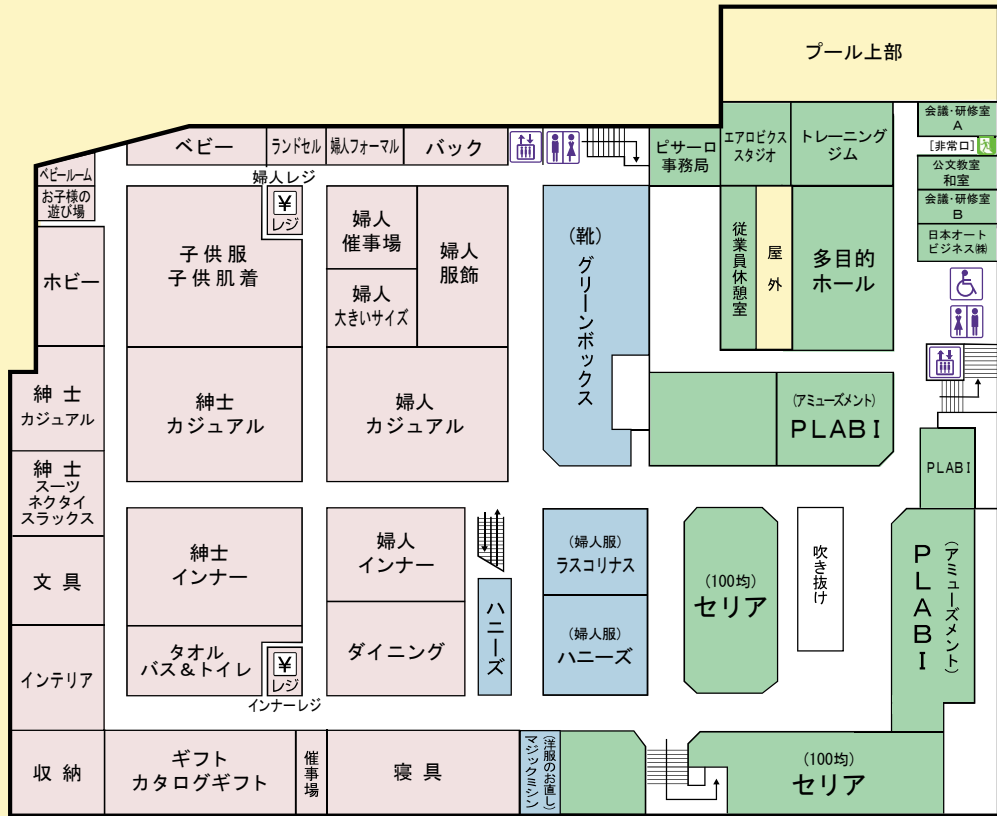 プール上部
会議・研修室
A
[非常口]
公文教室
和室
会議・研修室
B
日本オート
ビジネス㈱
ピサーロ
事務局
エアロビクス
スタジオ
トレーニング
ジム
ベビー
ランドセル
婦人フォーマル
バック
ベビールーム
お子様の
遊び場
婦人レジ
¥
レジ
子供服
子供肌着
婦人
催事場
婦人
大きいサイズ
婦人
服飾
(靴)グリーンボックス
従業員休憩室
屋外
多目的
ホール
ホビー
紳士
カジュアル
紳士
カジュアル
婦人
カジュアル
(アミューズメント)
PLABI
PLABI
紳士
スーツ
ネクタイ
スラックス
文具
紳士
インナー
婦人
インナー
(婦人服)
ラスコリナス
(100均)
セリア
吹き抜け
(アミューズメント)
PLABI
インテリア
タオル
バス&トイレ
¥
レジ
インナーレジ
ダイニング
ハニーズ
(婦人服)
ハニーズ
収納
ギフト
カタログギフト
催事場
寝具
(洋服のお直し)
マジックミシン
(100均)
セリア